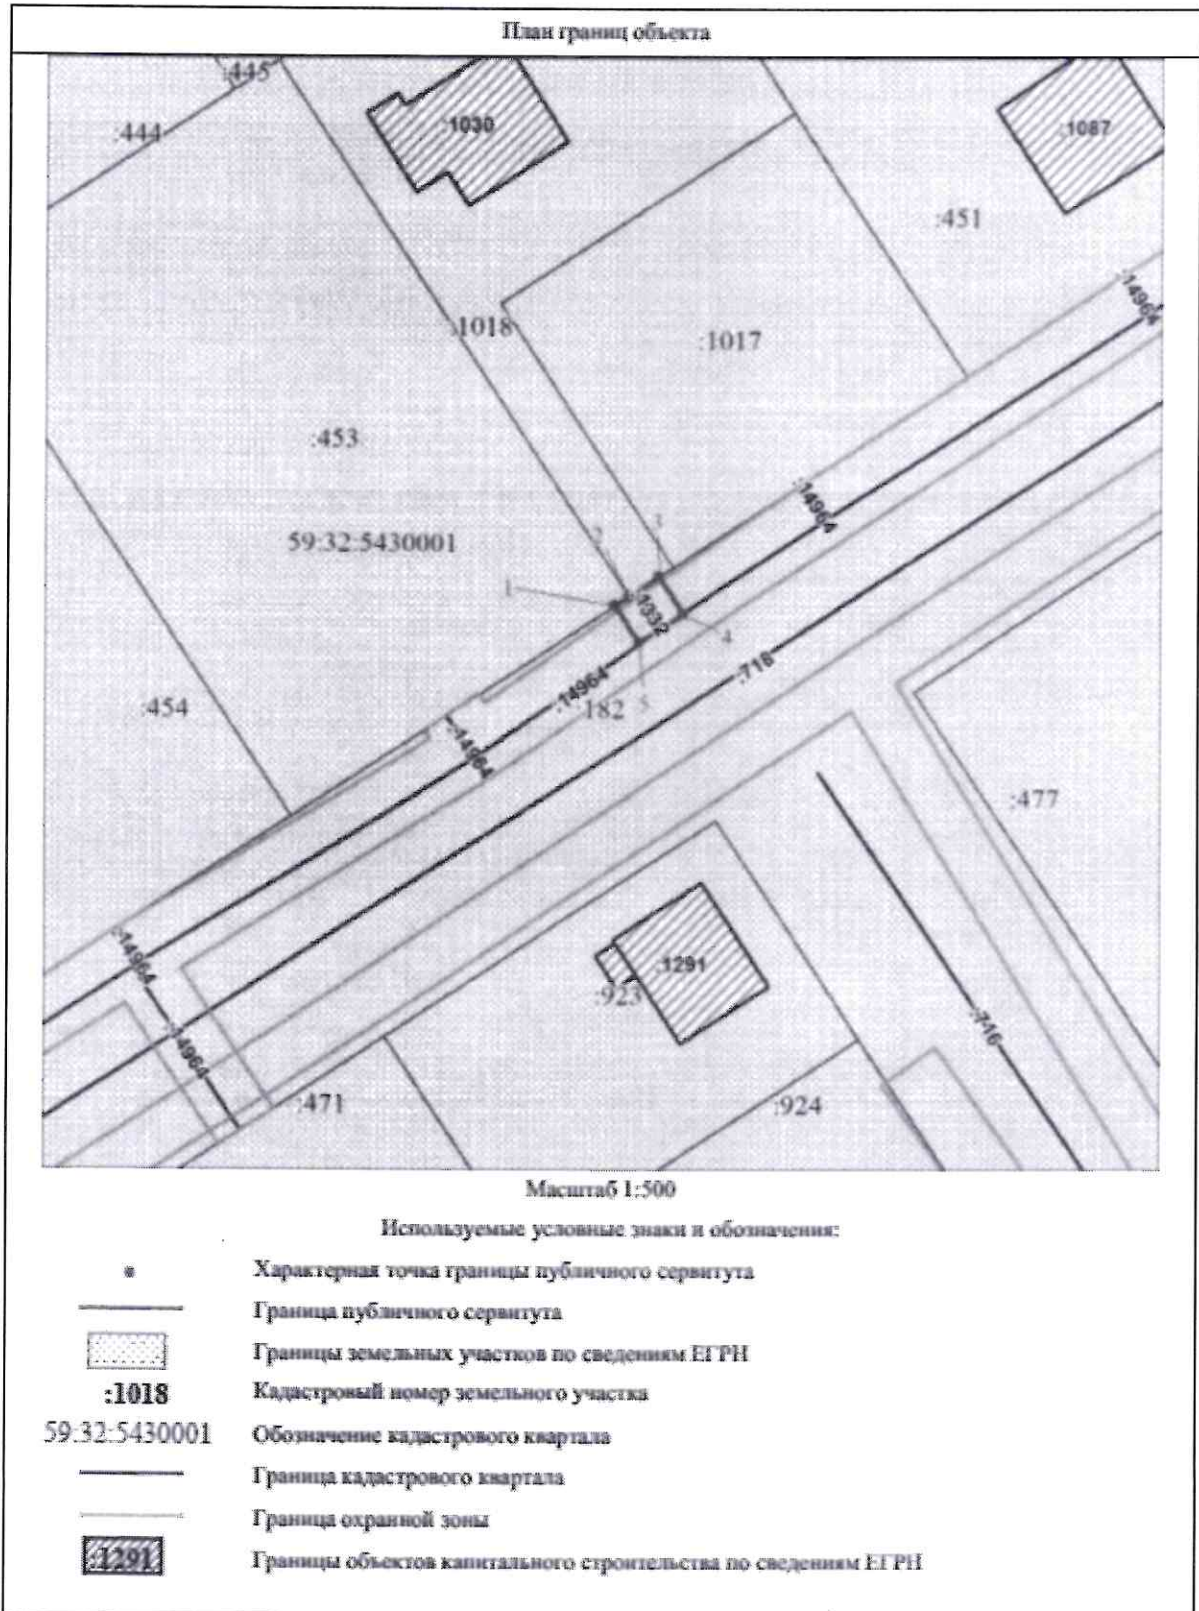 План границ объекта
:445
:444
:1030
:1087
:451
:14964
:1018
:1017
:453
:14964
59:32:5430001
2
3
1
:1332
4
:14964
:718
:182
5
:454
:14964
:477
:14964
:1291
:923
:14964
:746
:471
:924
Масштаб 1:500
Используемые условные знаки и обозначения:
Характерная точка границы публичного сервитута
Граница публичного сервитута
Границы земельных участков по сведениям ЕГРН
:1018 Кадастровый номер земельного участка
59:32:5430001 Обозначение кадастрового квартала
Граница кадастрового квартала
Граница охранной зоны
:1291 Границы объектов капитального строительства по сведениям ЕГРН